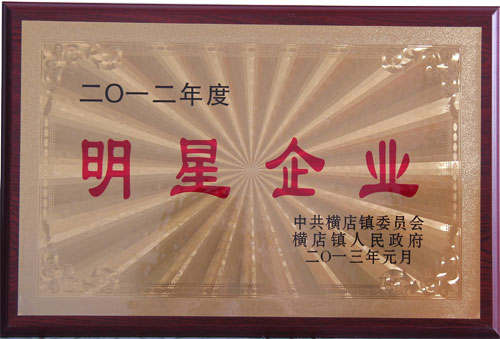 二〇一二年度
明星企业
中共横店镇委员会
横店镇人民政府
二〇一三年元月